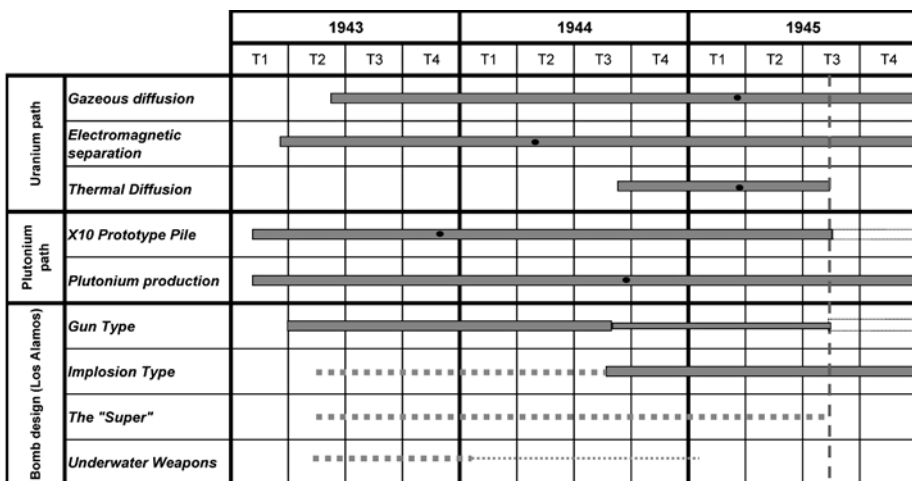 1943 1944 1945
T1 T2 T3 T4 T1 T2 T3 T4 T1 T2 T3 T4
Uranium path
Gazeous diffusion
Electromagnetic
separation
Thermal Diffusion
Plutonium
path
X10 Prototype Pile
Plutonium production
Bomb design (Los Alamos)
Gun Type
Implosion Type
The "Super"
Underwater Weapons